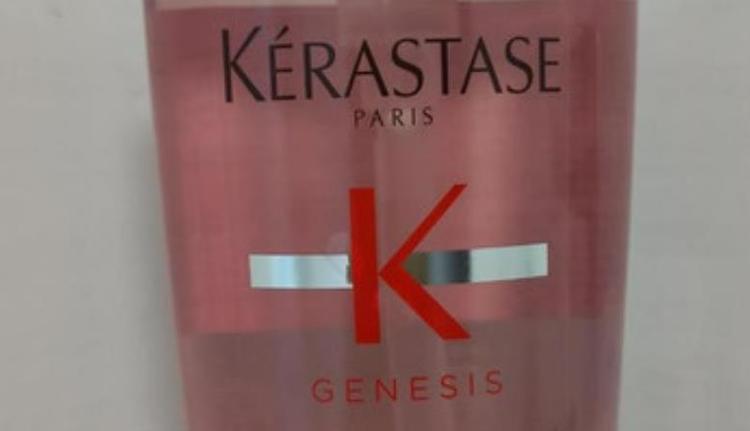 KÉRASTASE
PARIS
K
GENESIS